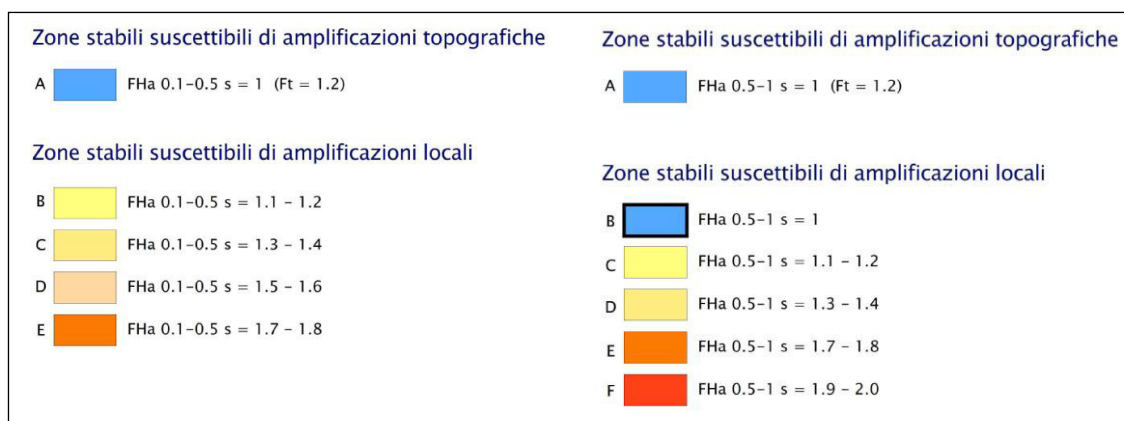 Zone stabili suscettibili di amplificazioni topografiche
A FHa 0.1-0.5 s = 1 (Ft = 1.2)
Zone stabili suscettibili di amplificazioni locali
B FHa 0.1-0.5 s = 1.1 - 1.2
C FHa 0.1-0.5 s = 1.3 - 1.4
D FHa 0.1-0.5 s = 1.5 - 1.6
E FHa 0.1-0.5 s = 1.7 - 1.8
Zone stabili suscettibili di amplificazioni topografiche
A FHa 0.5-1 s = 1 (Ft = 1.2)
Zone stabili suscettibili di amplificazioni locali
B FHa 0.5-1 s = 1
C FHa 0.5-1 s = 1.1 - 1.2
D FHa 0.5-1 s = 1.3 - 1.4
E FHa 0.5-1 s = 1.7 - 1.8
F FHa 0.5-1 s = 1.9 - 2.0